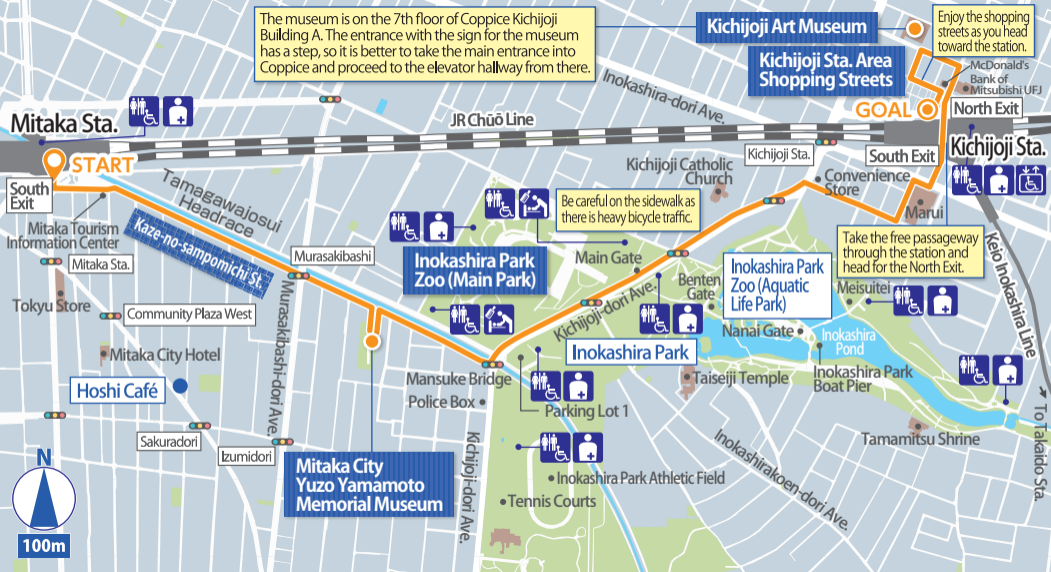 The museum is on the 7th floor of Coppice Kichijoji
Building A. The entrance with the sign for the museum
has a step, so it is better to take the main entrance into
Coppice and proceed to the elevator hallway from there.
Kichijoji Art Museum
Enjoy the shopping
streets as you head
toward the station.
Kichijoji Sta. Area
Shopping Streets
McDonald's
Bank of
Mitsubishi UFJ
Inokashira-dori Ave.
GOAL
North Exit
Mitaka Sta.
JR Chūō Line
Kichijoji Sta.
South Exit
Kichijoji Sta.
START
South
Exit
Tamagawajosui
Headrace
Kichijoji Catholic
Church
Convenience
Store
Marui
Be careful on the sidewalk as
there is heavy bicycle traffic.
Mitaka Tourism
Information Center
Kaze-no-sampomichi St.
Murasakibashi
Take the free passageway
through the station and
head for the North Exit.
Keio Inokashira Line
Mitaka Sta.
Inokashira Park
Zoo (Main Park)
Main Gate
Inokashira Park
Zoo (Aquatic
Life Park)
Benten
Gate
Meisuitei
Tokyu Store
Community Plaza West
Murasakibashi-dori Ave.
Kichijoji-dori Ave.
Nanai Gate
Inokashira
Pond
Mitaka City Hotel
Inokashira Park
Hoshi Café
Mansuke Bridge
Police Box
Parking Lot 1
Taiseiji Temple
Inokashira Park
Boat Pier
To Takaido Sta.
Sakuradori
Izumidori
Tamamitsu Shrine
Mitaka City
Yuzo Yamamoto
Memorial Museum
Kichijoji-dori Ave.
Inokashira Park Athletic Field
Tennis Courts
Inokashirakoen-dori Ave.
N
100m